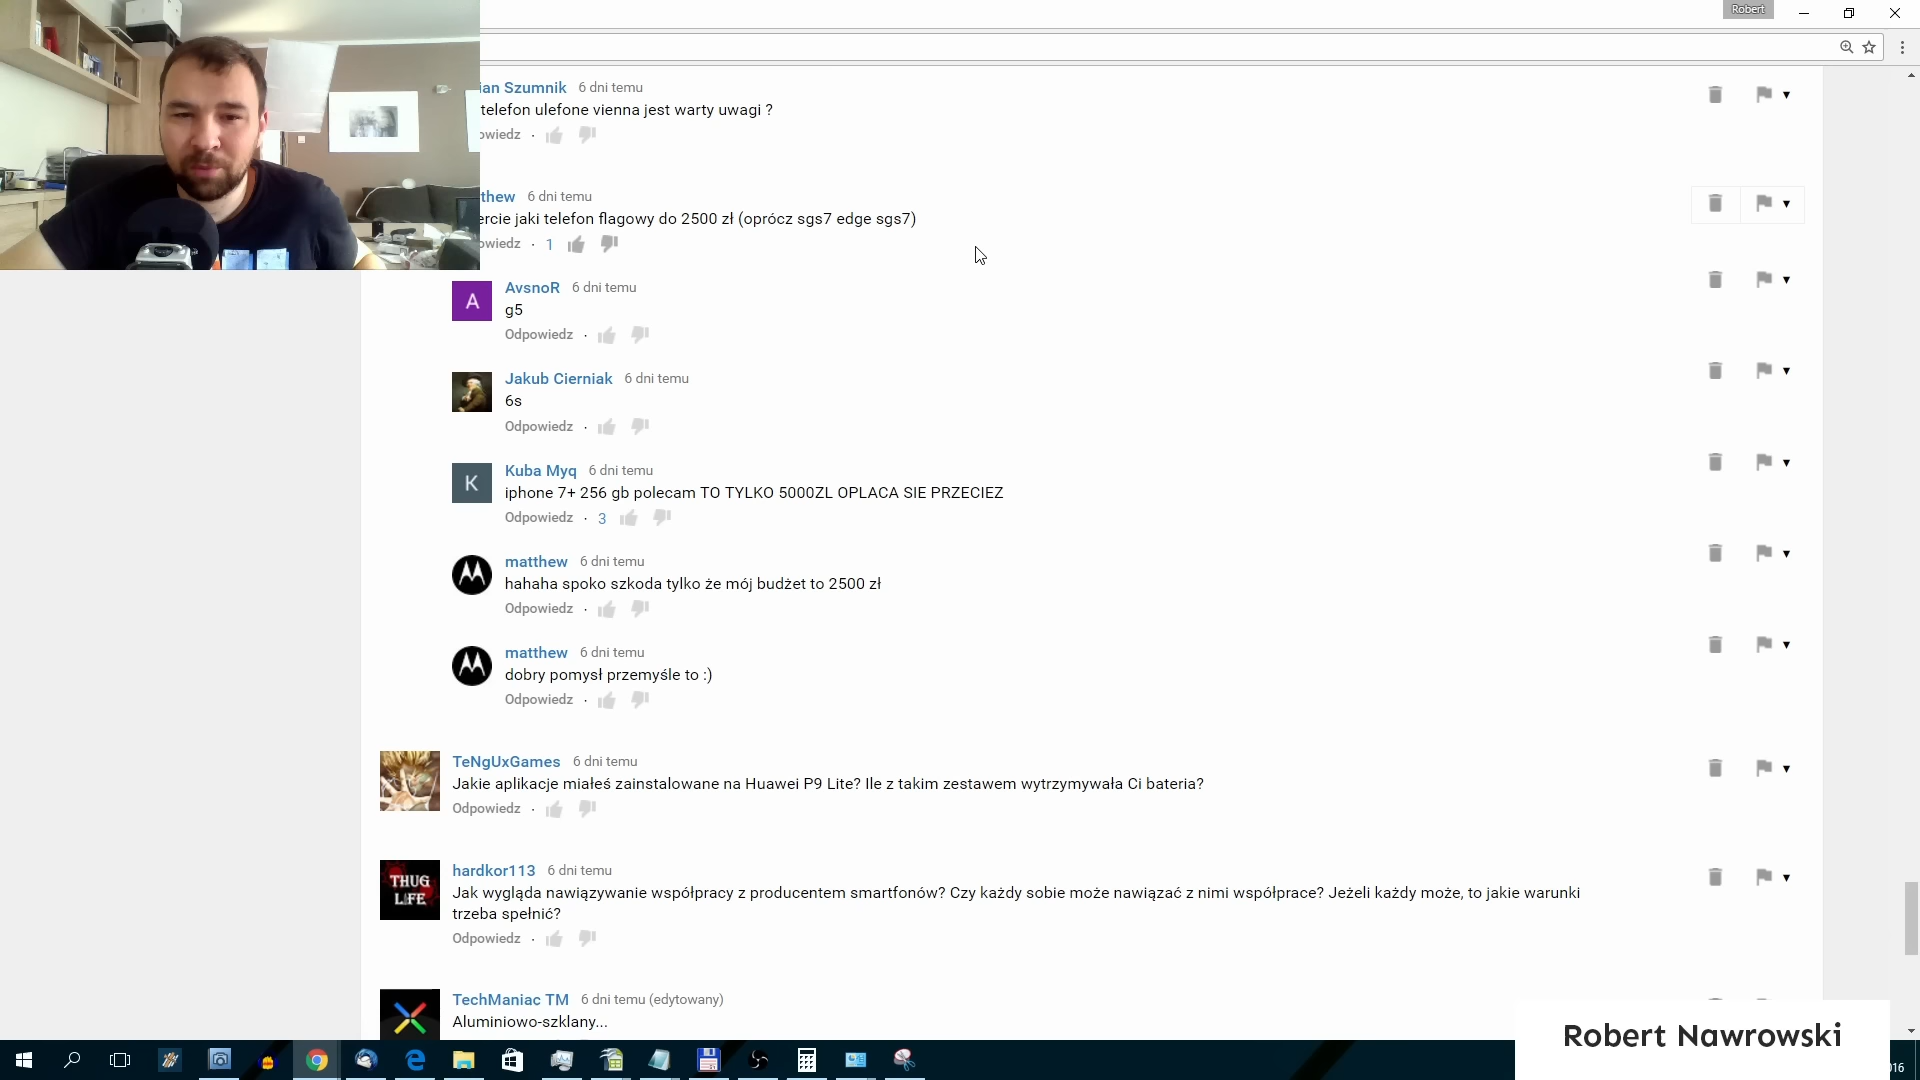 Robert
ian Szumnik 6 dni temu
telefon ulefone vienna jest warty uwagi ?
owiedz ·
thew 6 dni temu
ercie jaki telefon flagowy do 2500 zł (oprócz sgs7 edge sgs7)
owiedz · 1
A
AvsnoR 6 dni temu
g5
Odpowiedz ·
Jakub Cierniak 6 dni temu
6s
Odpowiedz ·
K
Kuba Myq 6 dni temu
iphone 7+ 256 gb polecam TO TYLKO 5000ZL OPLACA SIE PRZECIEZ
Odpowiedz · 3
matthew 6 dni temu
hahaha spoko szkoda tylko że mój budżet to 2500 zł
Odpowiedz ·
matthew 6 dni temu
dobry pomysł przemyśle to :)
Odpowiedz ·
TeNgUxGames 6 dni temu
Jakie aplikacje miałeś zainstalowane na Huawei P9 Lite? Ile z takim zestawem wytrzymywała Ci bateria?
Odpowiedz ·
THUG
LIFE
hardkor113 6 dni temu
Jak wygląda nawiązywanie współpracy z producentem smartfonów? Czy każdy sobie może nawiązać z nimi współprace? Jeżeli każdy może, to jakie warunki
trzeba spełnić?
Odpowiedz ·
TechManiac TM 6 dni temu (edytowany)
Aluminiowo-szklany...
Robert Nawrowski
016